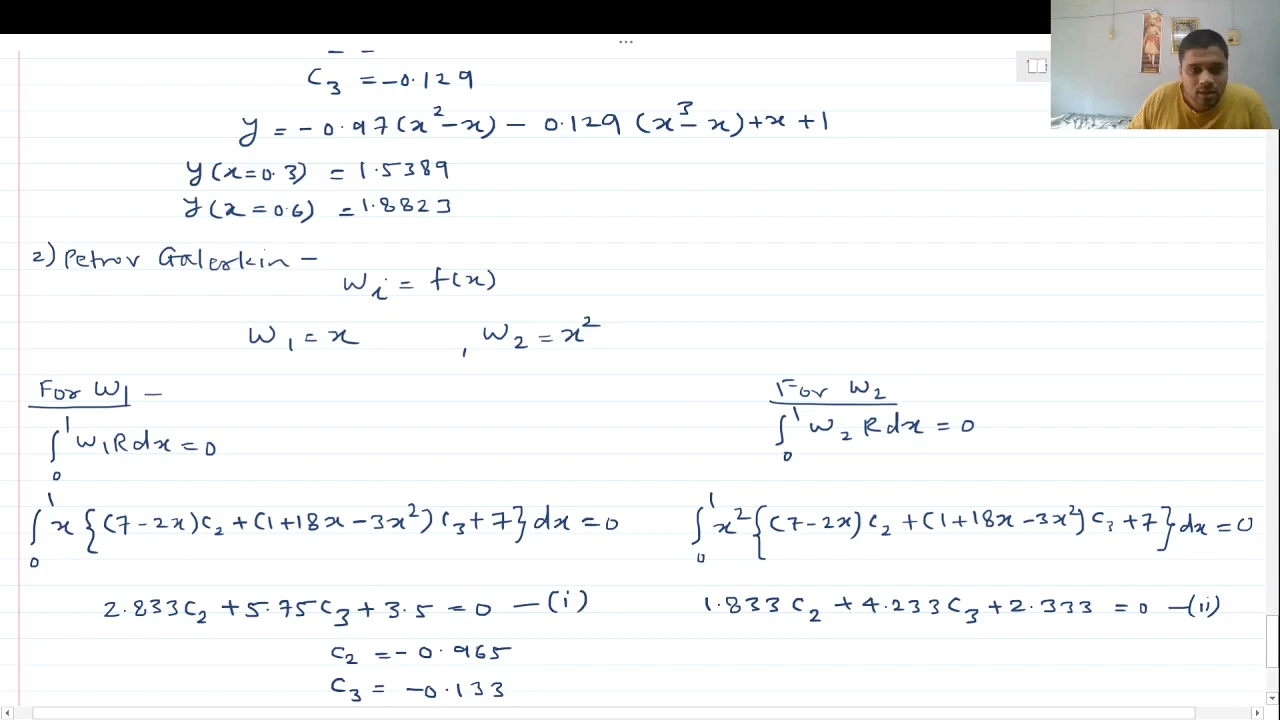 C₃ = -0.129
y = -0.97(x² - x) - 0.129(x³ - x) + x + 1
y(x=0.3) = 1.5389
y(x=0.6) = 1.8823
2) Petrov Galerkin -
Wᵢ = f(x)
W₁ = x , W₂ = x²
For W₁ -
For W₂
∫₀¹ W₁Rdx = 0
∫₀¹ W₂ Rdx = 0
∫₀¹ x{(7-2x)C₂ + (1+18x-3x²)C₃ + 7}dx = 0
∫₀¹ x²{(7-2x)C₂ + (1+18x-3x²)C₃ + 7}dx = 0
2.833C₂ + 5.75C₃ + 3.5 = 0 -(i)
1.833C₂ + 4.233C₃ + 2.333 = 0 -(ii)
C₂ = -0.965
C₃ = -0.133